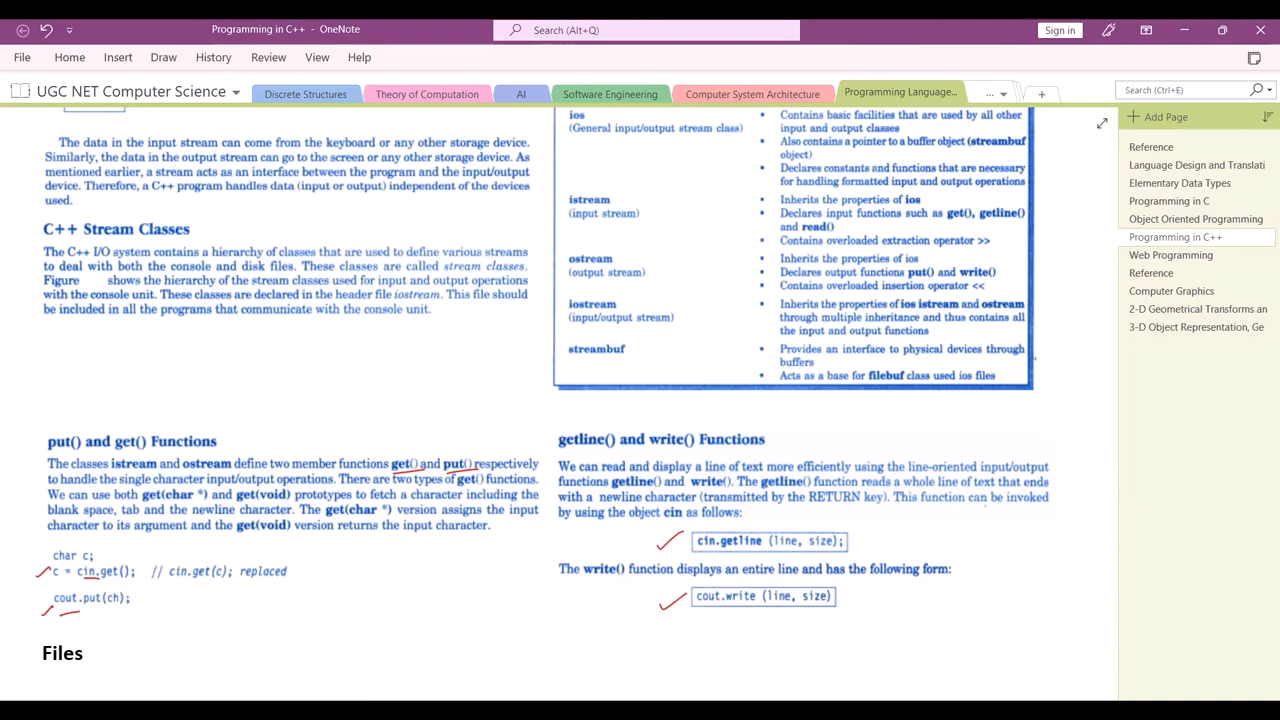 Programming in C++ - OneNote
Search (Alt+Q)
Sign in
File Home Insert Draw History Review View Help
UGC NET Computer Science
Discrete Structures
Theory of Computation
AI
Software Engineering
Computer System Architecture
Programming Language...
...
Search (Ctrl+E)
The data in the input stream can come from the keyboard or any other storage device.
Similarly, the data in the output stream can go to the screen or any other storage device. As
mentioned earlier, a stream acts as an interface between the program and the input/output
device. Therefore, a C++ program handles data (input or output) independent of the devices
used.
C++ Stream Classes
The C++ I/O system contains a hierarchy of classes that are used to define various streams
to deal with both the console and disk files. These classes are called stream classes.
Figure shows the hierarchy of the stream classes used for input and output operations
with the console unit. These classes are declared in the header file iostream. This file should
be included in all the programs that communicate with the console unit.
ios
(General input/output stream class)
▪ Contains basic facilities that are used by all other
input and output classes
▪ Also contains a pointer to a buffer object (streambuf
object)
▪ Declares constants and functions that are necessary
for handling formatted input and output operations
istream
(input stream)
▪ Inherits the properties of ios
▪ Declares input functions such as get(), getline()
and read()
▪ Contains overloaded extraction operator >>
ostream
(output stream)
▪ Inherits the properties of ios
▪ Declares output functions put() and write()
▪ Contains overloaded insertion operator <<
iostream
(input/output stream)
▪ Inherits the properties of ios istream and ostream
through multiple inheritance and thus contains all
the input and output functions
streambuf
▪ Provides an interface to physical devices through
buffers
▪ Acts as a base for filebuf class used ios files
put() and get() Functions
The classes istream and ostream define two member functions get() and put() respectively
to handle the single character input/output operations. There are two types of get() functions.
We can use both get(char *) and get(void) prototypes to fetch a character including the
blank space, tab and the newline character. The get(char *) version assigns the input
character to its argument and the get(void) version returns the input character.
char c;
c = cin.get(); // cin.get(c); replaced
cout.put(ch);
getline() and write() Functions
We can read and display a line of text more efficiently using the line-oriented input/output
functions getline() and write(). The getline() function reads a whole line of text that ends
with a newline character (transmitted by the RETURN key). This function can be invoked
by using the object cin as follows:
cin.getline (line, size);
The write() function displays an entire line and has the following form:
cout.write (line, size)
Files
Add Page
Reference
Language Design and Translati
Elementary Data Types
Programming in C
Object Oriented Programming
Programming in C++
Web Programming
Reference
Computer Graphics
2-D Geometrical Transforms an
3-D Object Representation, Ge